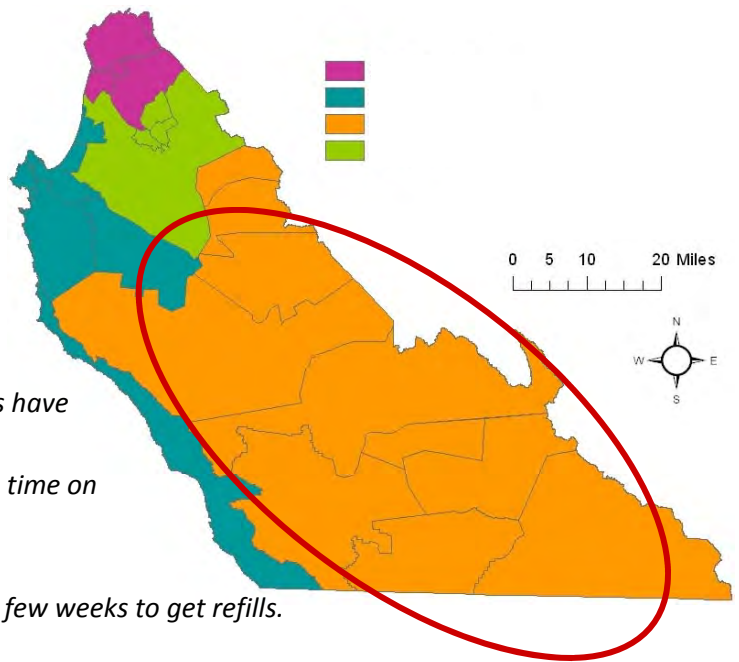 0 5 10 20 Miles
N
W E
S
s have
time on
few weeks to get refills.